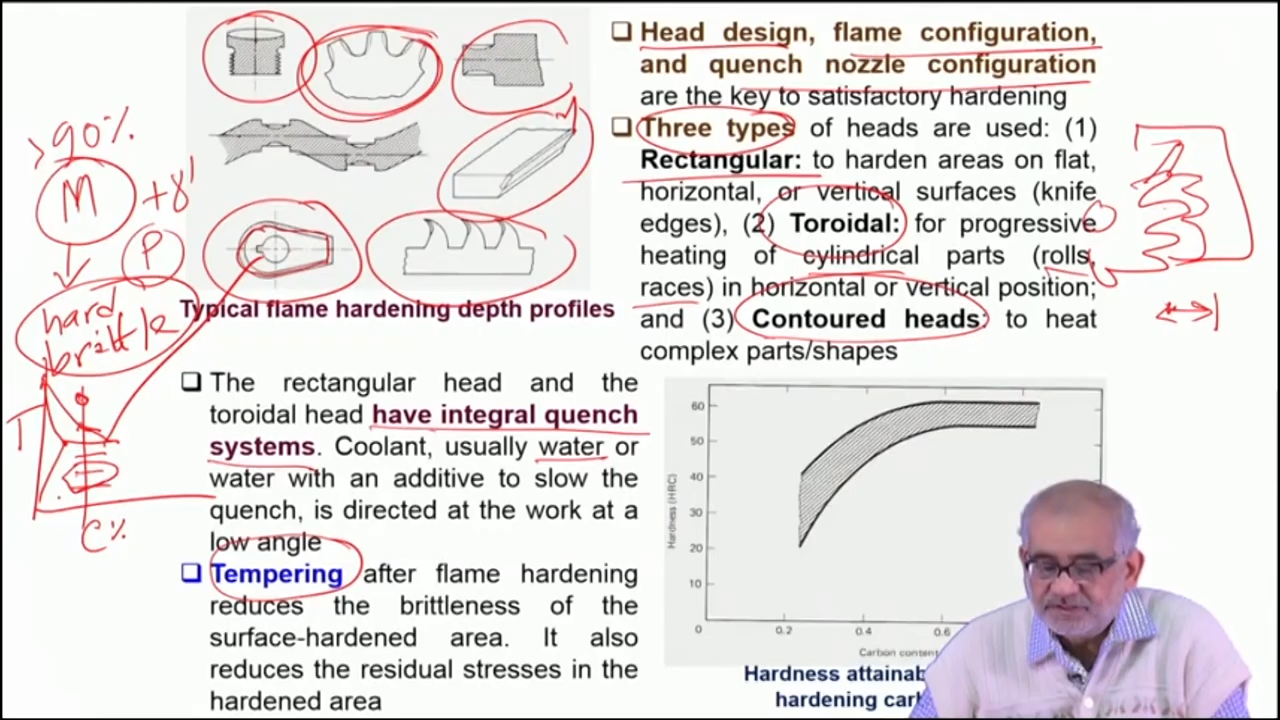 >90%
M
+γ'
P
hard
brittle
T
C%
Typical flame hardening depth profiles
❑ The rectangular head and the
toroidal head have integral quench
systems. Coolant, usually water or
water with an additive to slow the
quench, is directed at the work at a
low angle
❑ Tempering after flame hardening
reduces the brittleness of the
surface-hardened area. It also
reduces the residual stresses in the
hardened area
❑ Head design, flame configuration,
and quench nozzle configuration
are the key to satisfactory hardening
❑ Three types of heads are used: (1)
Rectangular: to harden areas on flat,
horizontal, or vertical surfaces (knife
edges), (2) Toroidal: for progressive
heating of cylindrical parts (rolls,
races) in horizontal or vertical position;
and (3) Contoured heads: to heat
complex parts/shapes
Hardness (HRC)
60
50
40
30
20
10
0 0.2 0.4 0.6
Carbon content
Hardness
hardening